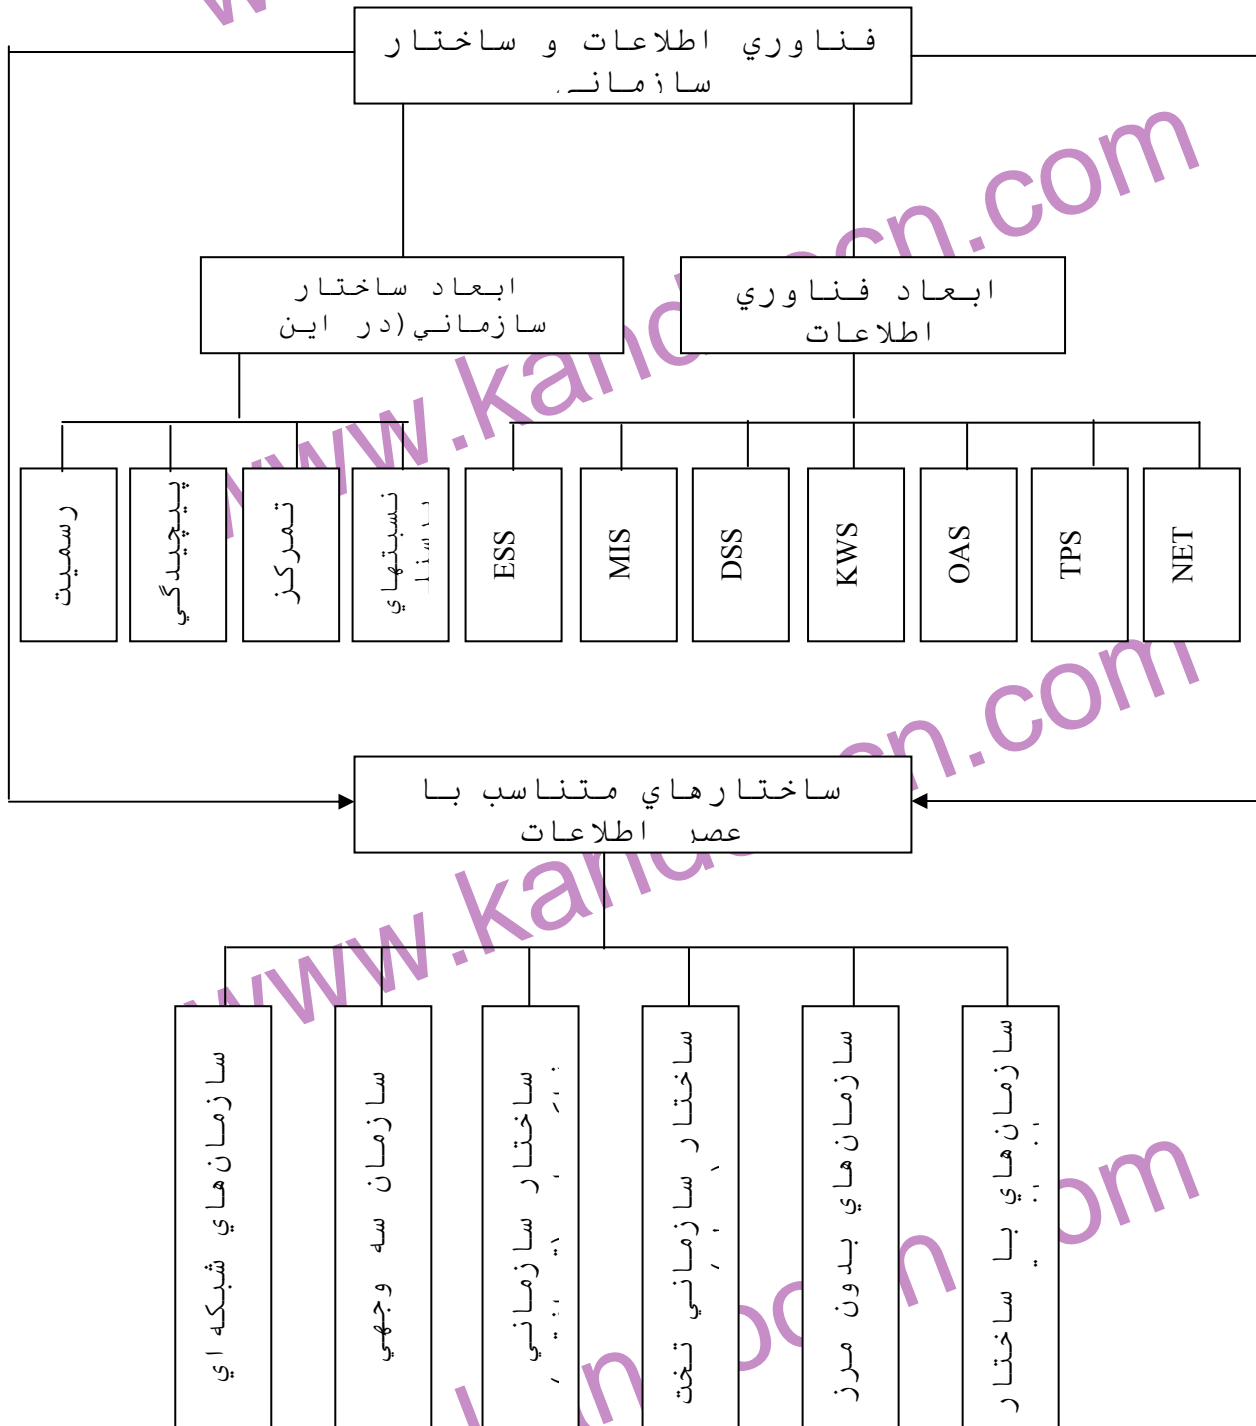 فناوري اطلاعات و ساختار
سازماني
ابعاد فناوري
اطلاعات
ابعاد ساختار
سازماني(در اين
رسميت
پيچيدگي
تمركز
نسبتهاي
ESS
MIS
DSS
KWS
OAS
TPS
NET
ساختارهاي متناسب با
عصر اطلاعات
سازمان‌هاي شبكه اي
سازمان سه وجهي
ساختار سازماني
ساختار سازماني تخت
سازمان‌هاي بدون مرز
سازمان‌هاي با ساختار
www.kandoocn.com
www.kandoocn.com